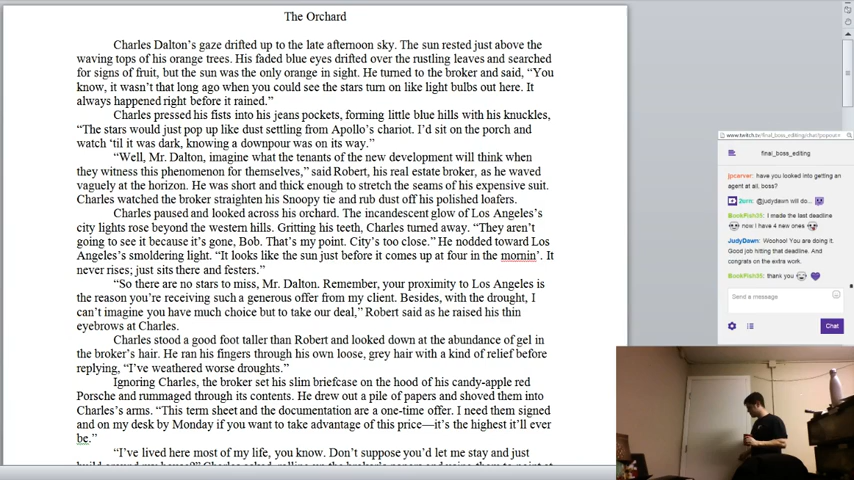 The Orchard
Charles Dalton's gaze drifted up to the late afternoon sky. The sun rested just above the
waving tops of his orange trees. His faded blue eyes drifted over the rustling leaves and searched
for signs of fruit, but the sun was the only orange in sight. He turned to the broker and said, “You
know, it wasn't that long ago when you could see the stars turn on like light bulbs out here. It
always happened right before it rained.”
Charles pressed his fists into his jeans pockets, forming little blue hills with his knuckles,
“The stars would just pop up like dust settling from Apollo's chariot. I'd sit on the porch and
watch 'til it was dark, knowing a downpour was on its way.”
“Well, Mr. Dalton, imagine what the tenants of the new development will think when
they witness this phenomenon for themselves,” said Robert, his real estate broker, as he waved
vaguely at the horizon. He was short and thick enough to stretch the seams of his expensive suit.
Charles watched the broker straighten his Snoopy tie and rub dust off his polished loafers.
Charles paused and looked across his orchard. The incandescent glow of Los Angeles's
city lights rose beyond the western hills. Gritting his teeth, Charles turned away. “They aren't
going to see it because it's gone, Bob. That's my point. City's too close.” He nodded toward Los
Angeles's smoldering light. “It looks like the sun just before it comes up at four in the mornin'. It
never rises; just sits there and festers.”
“So there are no stars to miss, Mr. Dalton. Remember, your proximity to Los Angeles is
the reason you're receiving such a generous offer from my client. Besides, with the drought, I
can't imagine you have much choice but to take our deal,” Robert said as he raised his thin
eyebrows at Charles.
Charles stood a good foot taller than Robert and looked down at the abundance of gel in
the broker's hair. He ran his fingers through his own loose, grey hair with a kind of relief before
replying, “I've weathered worse droughts.”
Ignoring Charles, the broker set his slim briefcase on the hood of his candy-apple red
Porsche and rummaged through its contents. He drew out a pile of papers and shoved them into
Charles's arms. “This term sheet and the documentation are a one-time offer. I need them signed
and on my desk by Monday if you want to take advantage of this price—it's the highest it'll ever
be.”
“I've lived here most of my life, you know. Don't suppose you'd let me stay and just
final_boss_editing
jpcarver: have you looked into getting an
agent at all, boss?
@judydawn will do...
BookFish35: I made the last deadline
now I have 4 new ones
JudyDawn: Woohoo! You are doing it.
Good job hitting that deadline. And
congrats on the extra work.
BookFish35: thank you
Send a message
Chat